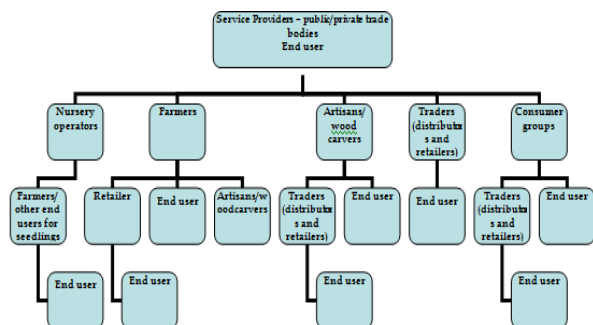 Service Providers – public/private trade
bodies
End user
Nursery
operators
Farmers
Artisans/
wood
carvers
Traders
(distributor
s and
retailers)
Consumer
groups
Farmers/
other end
users for
seedlings
Retailer
End user
Artisans/w
oodcarvers
Traders
(distributor
s and
retailers)
End user
End user
Traders
(distributor
s and
retailers)
End user
End user
End user
End user
End user